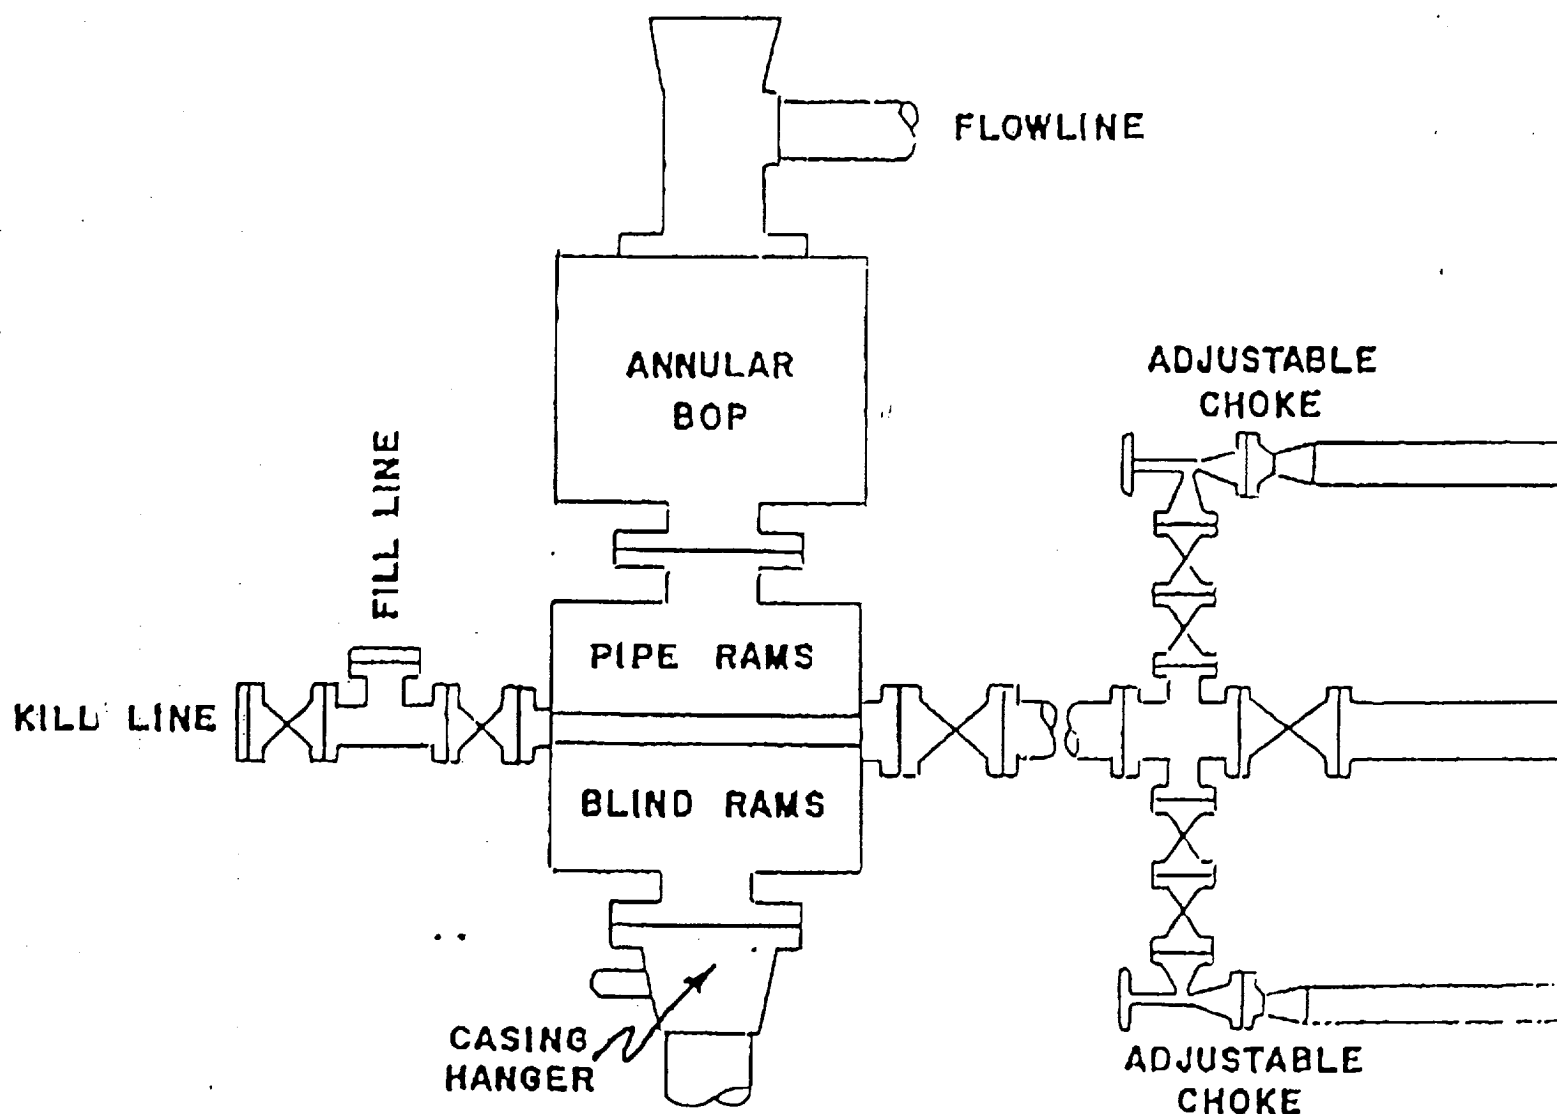 FLOWLINE
ANNULAR
BOP
ADJUSTABLE
CHOKE
FILL LINE
PIPE RAMS
KILL LINE
BLIND RAMS
CASING
HANGER
ADJUSTABLE
CHOKE